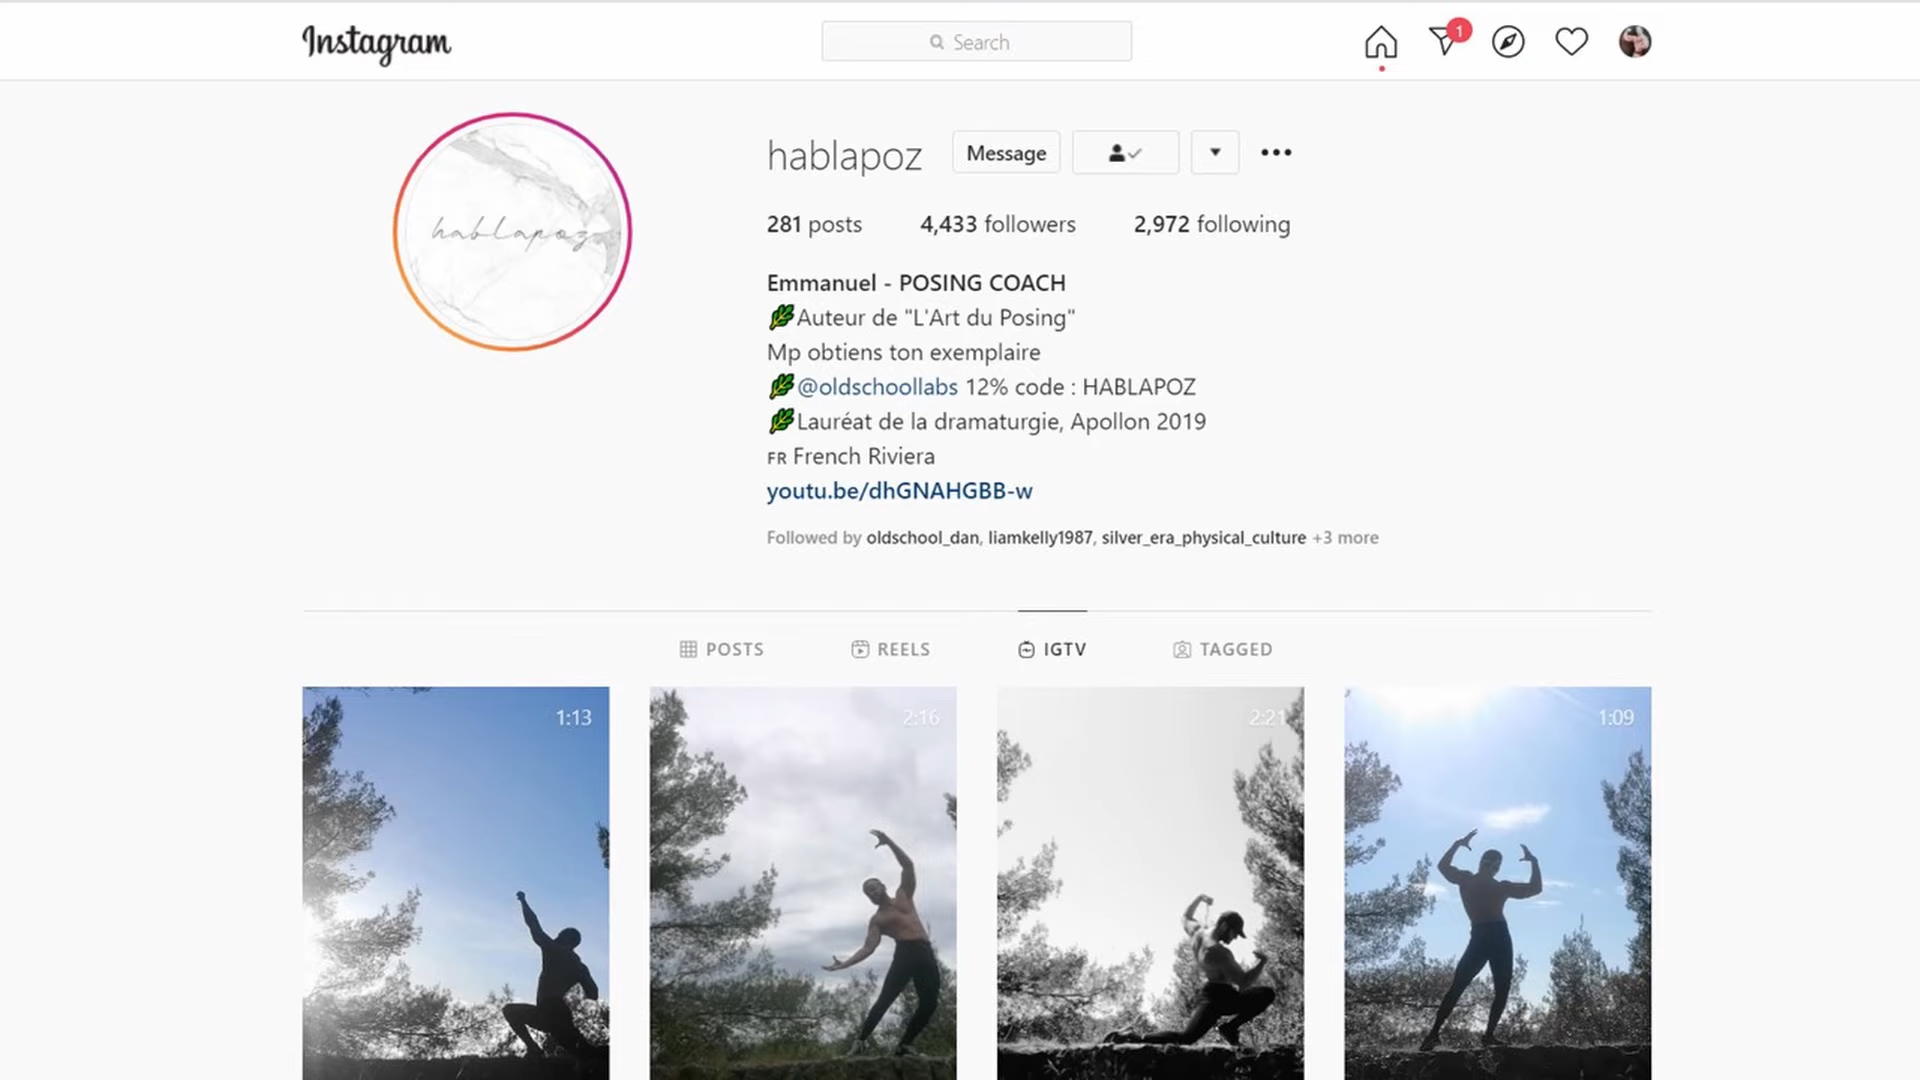 Instagram
Search
1
hablapoz
hablapoz
Message
281 posts
4,433 followers
2,972 following
Emmanuel - POSING COACH
Auteur de "L'Art du Posing"
Mp obtiens ton exemplaire
@oldschoollabs 12% code : HABLAPOZ
Lauréat de la dramaturgie, Apollon 2019
FR French Riviera
youtu.be/dhGNAHGBB-w
Followed by oldschool_dan, liamkelly1987, silver_era_physical_culture +3 more
POSTS
REELS
IGTV
TAGGED
1:13
2:16
2:21
1:09